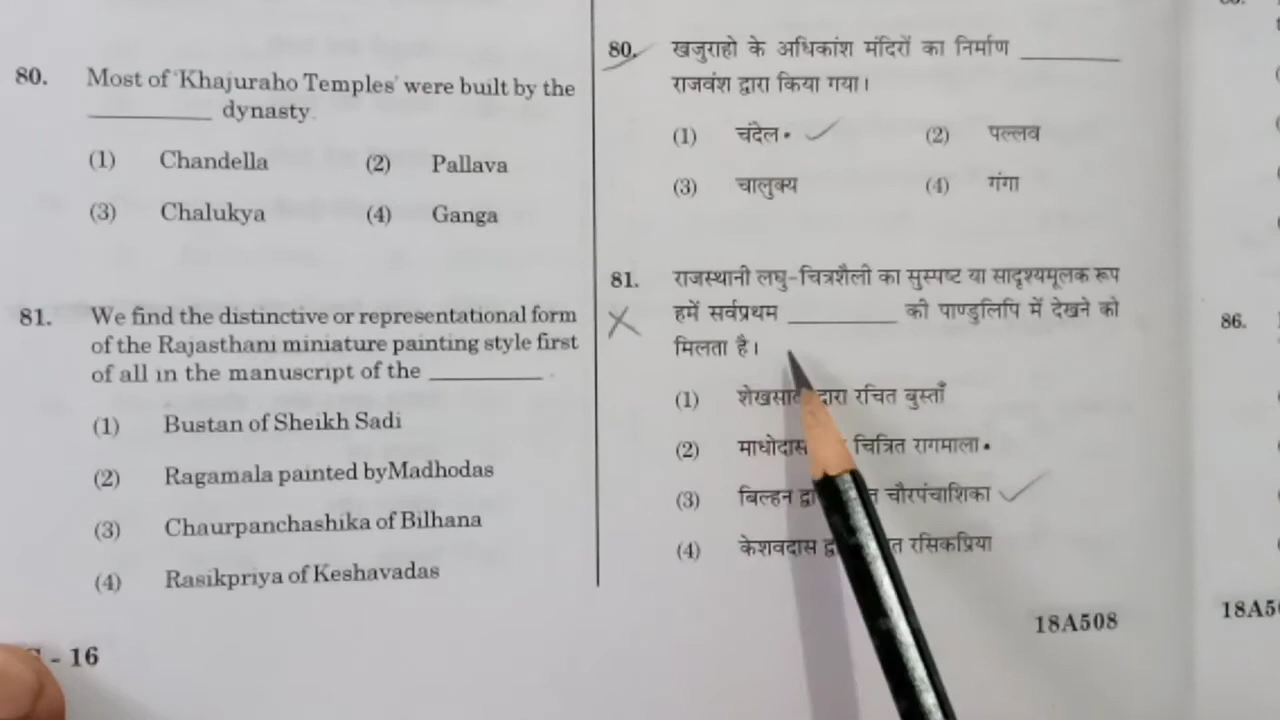 80. Most of 'Khajuraho Temples' were built by the
__________ dynasty.
(1) Chandella (2) Pallava
(3) Chalukya (4) Ganga
81. We find the distinctive or representational form
of the Rajasthani miniature painting style first
of all in the manuscript of the __________ .
(1) Bustan of Sheikh Sadi
(2) Ragamala painted by Madhodas
(3) Chaurpanchashika of Bilhana
(4) Rasikpriya of Keshavadas
- 16
80. खजुराहो के अधिकांश मंदिरों का निर्माण __________
राजवंश द्वारा किया गया।
(1) चंदेल (2) पल्लव
(3) चालुक्य (4) गंगा
81. राजस्थानी लघु-चित्रशैली का सुस्पष्ट या सादृश्यमूलक रूप
हमें सर्वप्रथम __________ की पाण्डुलिपि में देखने को
मिलता है।
(1) रचित बुस्ताँ
(2) माधोदास चित्रित रागमाला
(3) बिल्हन चौरपंचाशिका
(4) केशवदास रसिकप्रिया
18A508
86.